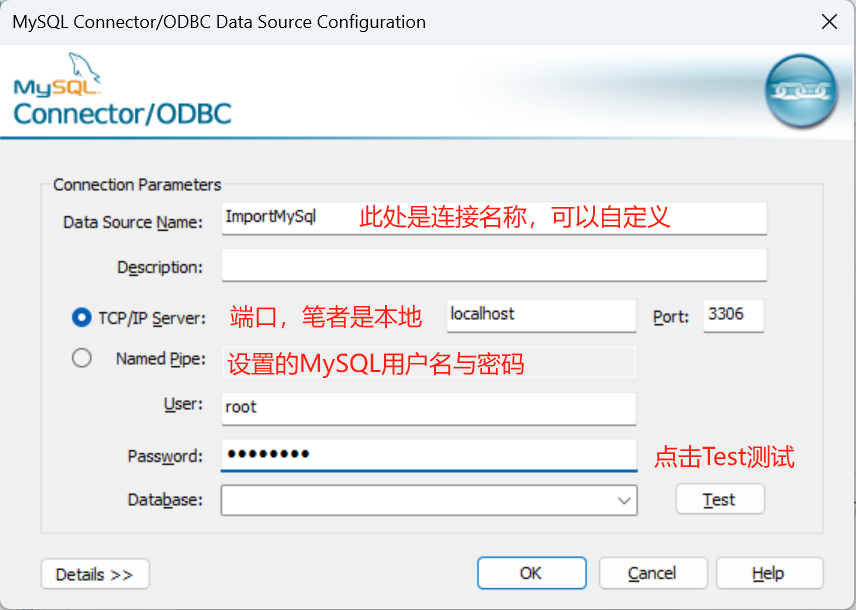 MySQL Connector/ODBC Data Source Configuration
MySQL
Connector/ODBC
Connection Parameters
Data Source Name: ImportMySql 此处是连接名称，可以自定义
Description:
TCP/IP Server: 端口，笔者是本地 localhost Port: 3306
Named Pipe: 设置的MySQL用户名与密码
User: root
Password: ●●●●●●●● 点击Test测试
Database: Test
Details >> OK Cancel Help